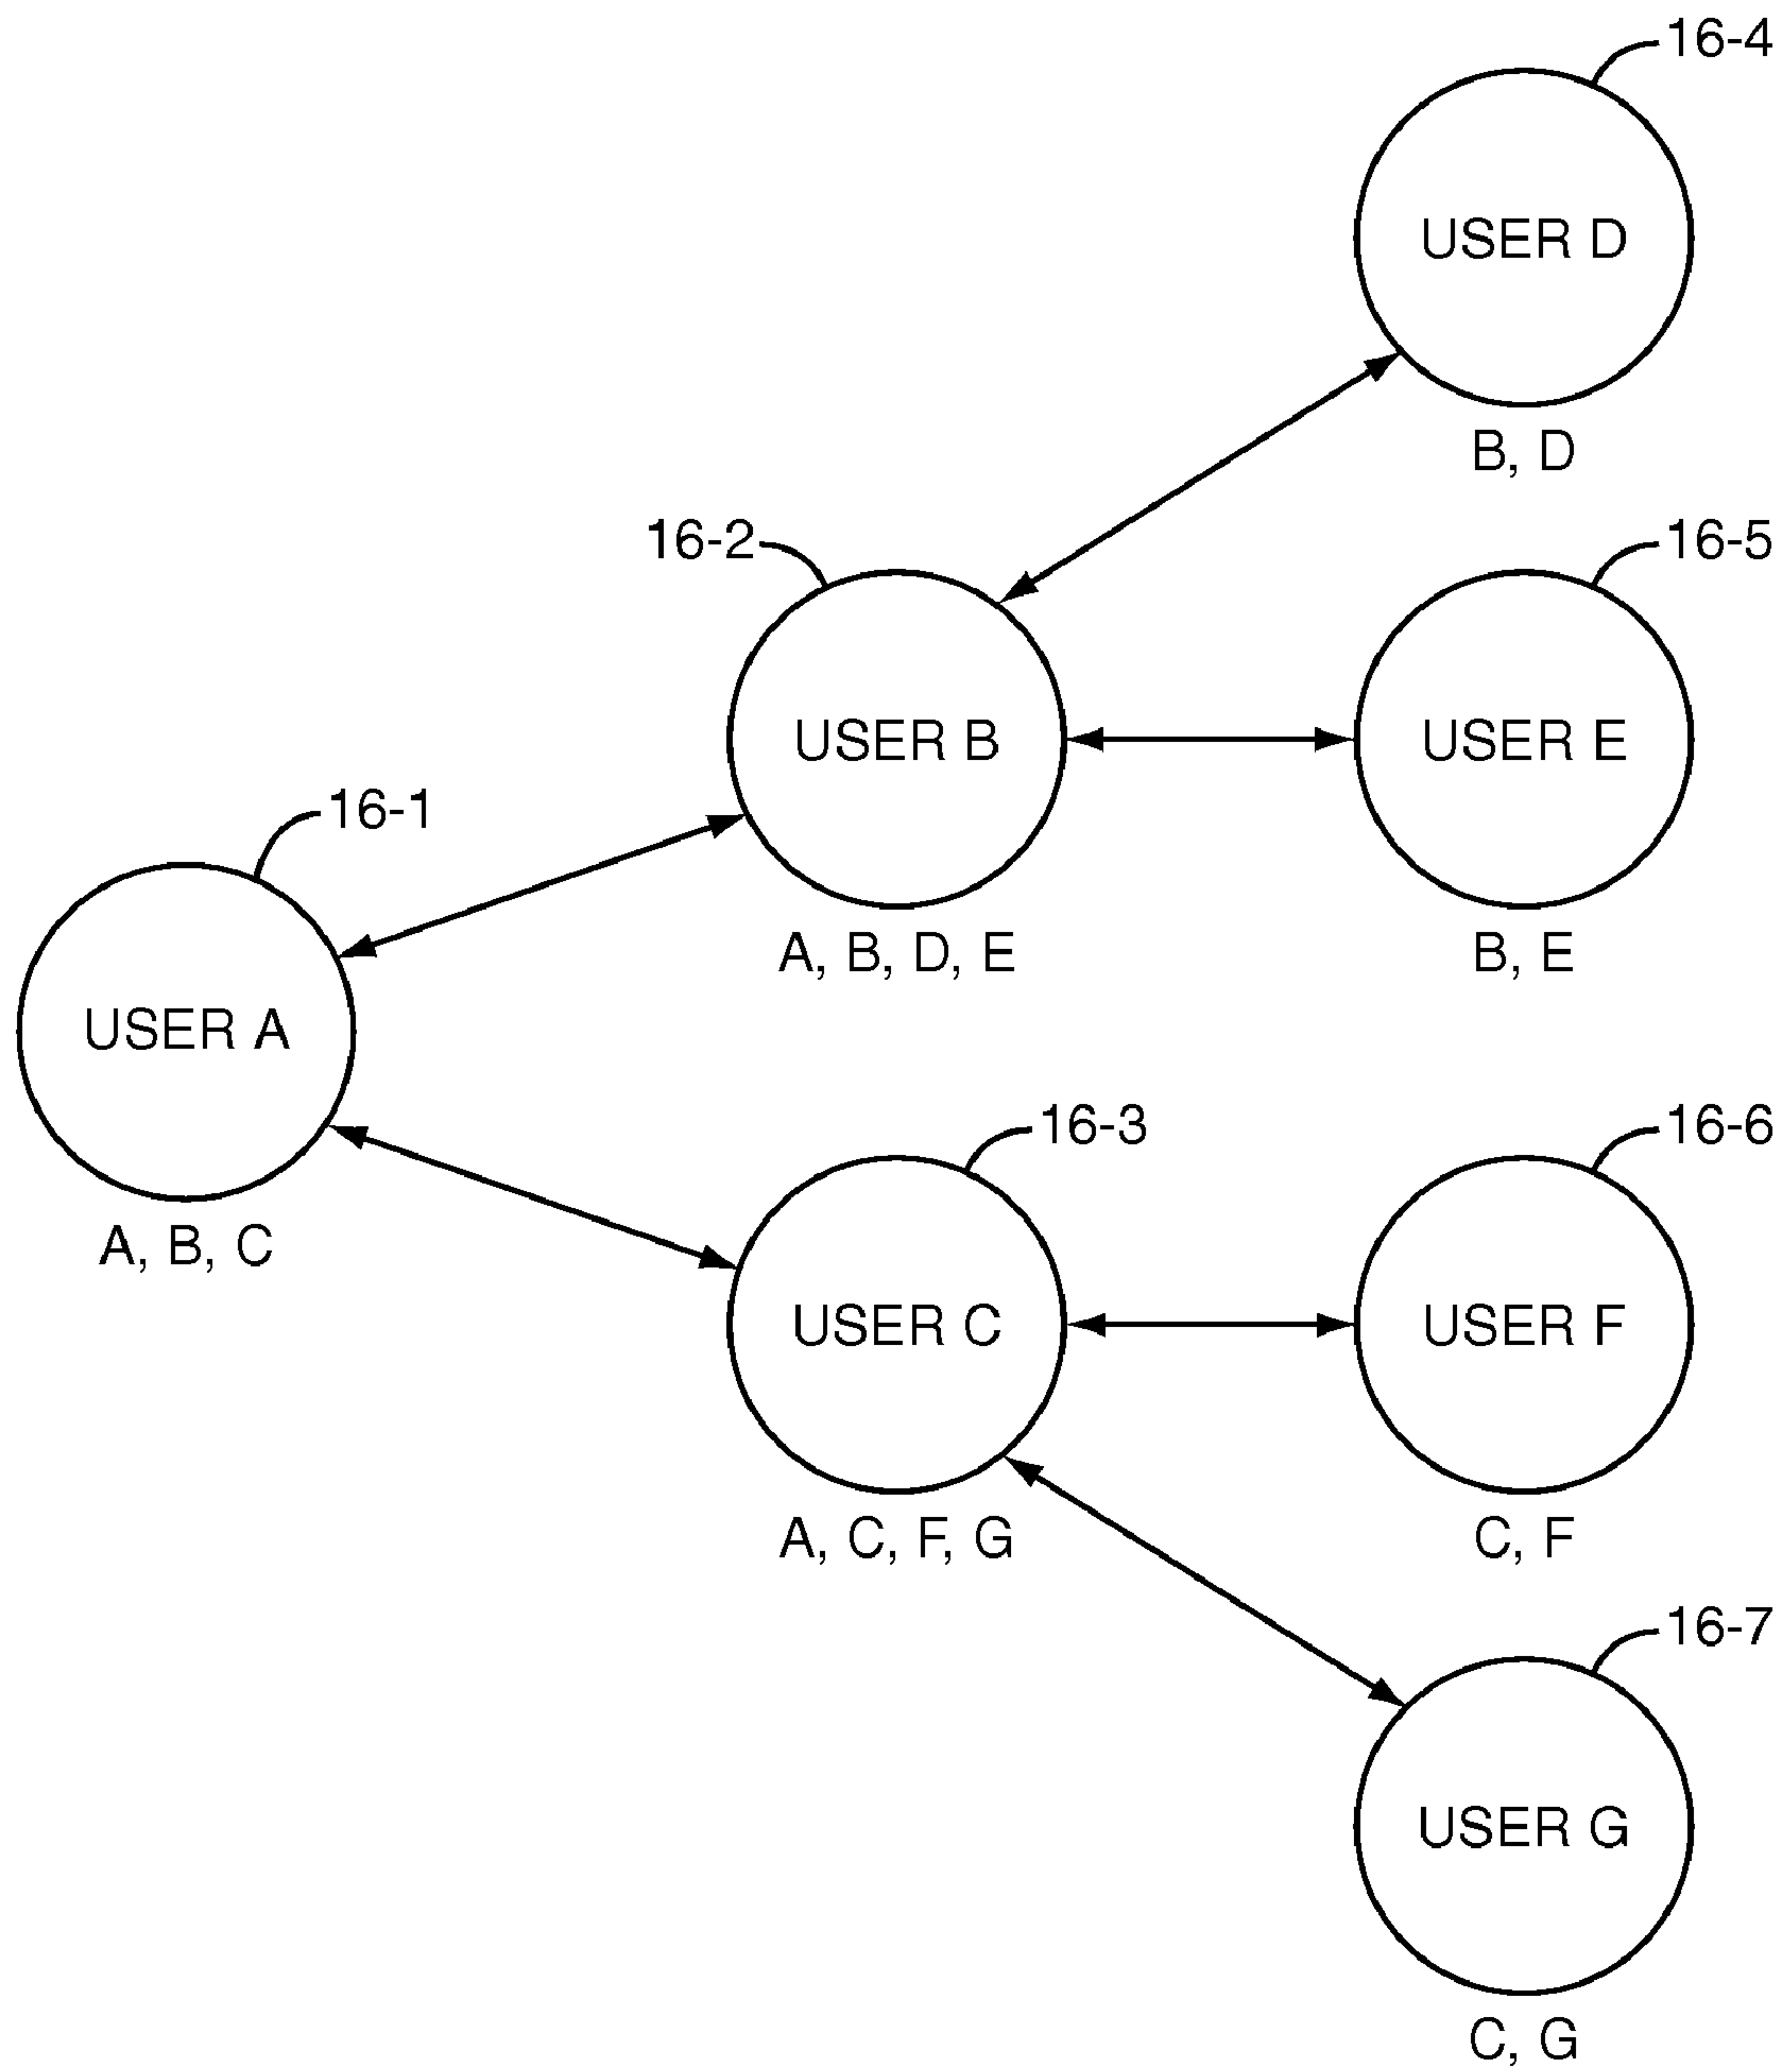 16-4
USER D
B, D
16-2
16-5
USER B
USER E
A, B, D, E
B, E
16-1
USER A
A, B, C
16-3
16-6
USER C
USER F
A, C, F, G
C, F
16-7
USER G
C, G